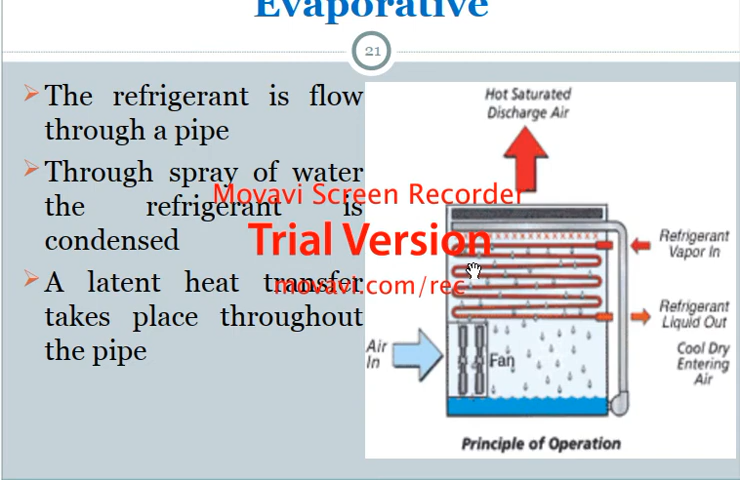 Evaporative
21
➢The refrigerant is flow
through a pipe
➢Through spray of water
the refrigerant is
condensed
➢A latent heat transfer
takes place throughout
the pipe
Movavi Screen Recorder
Trial Version
movavi.com/rec
Hot Saturated
Discharge Air
Refrigerant
Vapor In
Refrigerant
Liquid Out
Cool Dry
Entering
Air
Air
In
Fan
Principle of Operation